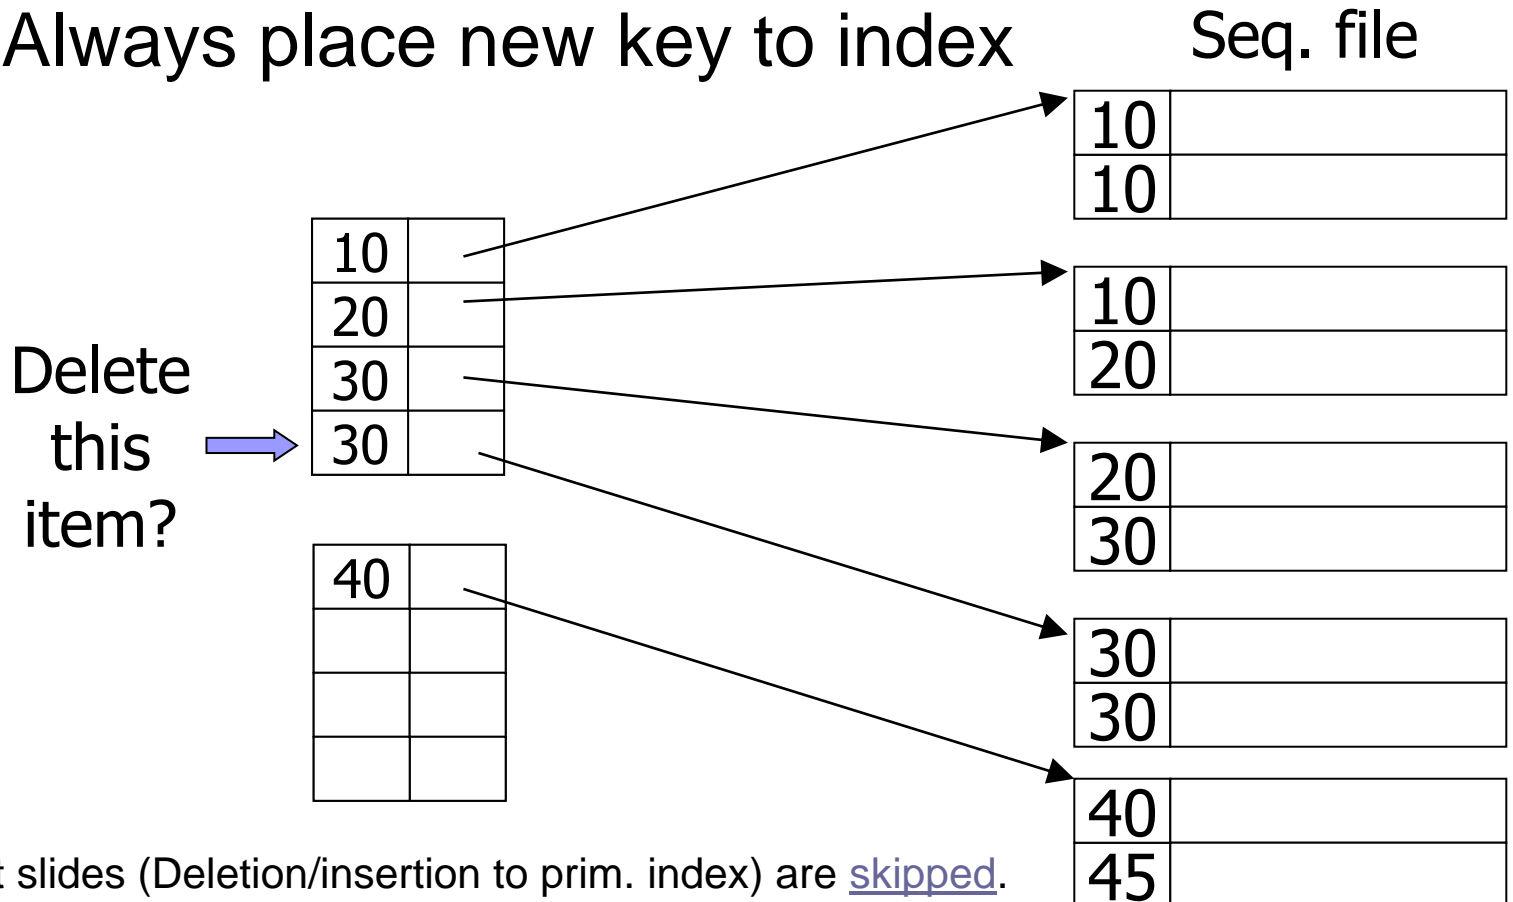 Always place new key to index
Seq. file
10
10
10
20
30
30
10
20
Delete
this
item?
20
30
40
30
30
40
45
slides (Deletion/insertion to prim. index) are skipped.